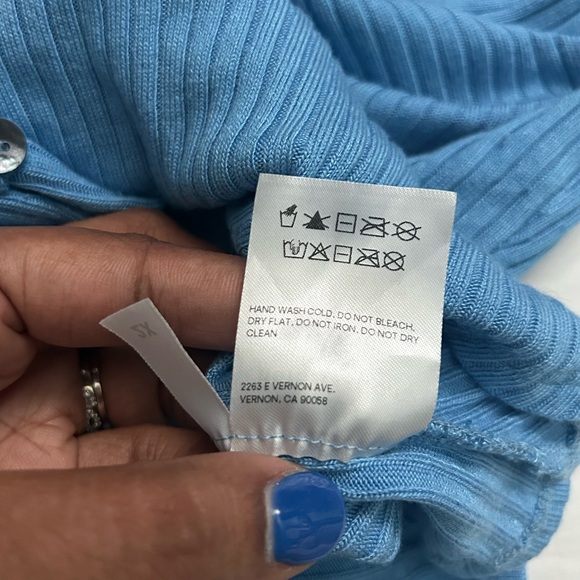 HAND WASH COLD, DO NOT BLEACH,
DRY FLAT, DO NOT IRON, DO NOT DRY
CLEAN
2263 E VERNON AVE.
VERNON, CA 90058
XZ